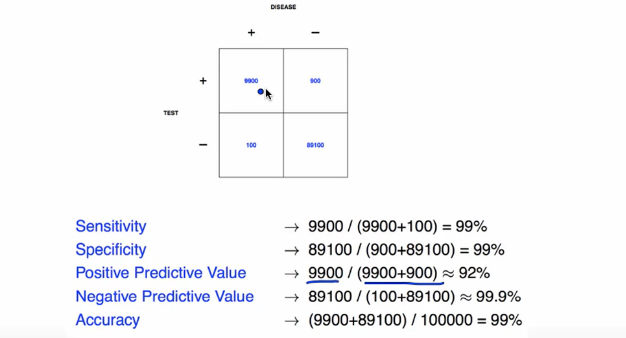 DISEASE
+ −
+ 9900 900
TEST
− 100 89100
Sensitivity → 9900 / (9900+100) = 99%
Specificity → 89100 / (900+89100) = 99%
Positive Predictive Value → 9900 / (9900+900) ≈ 92%
Negative Predictive Value → 89100 / (100+89100) ≈ 99.9%
Accuracy → (9900+89100) / 100000 = 99%